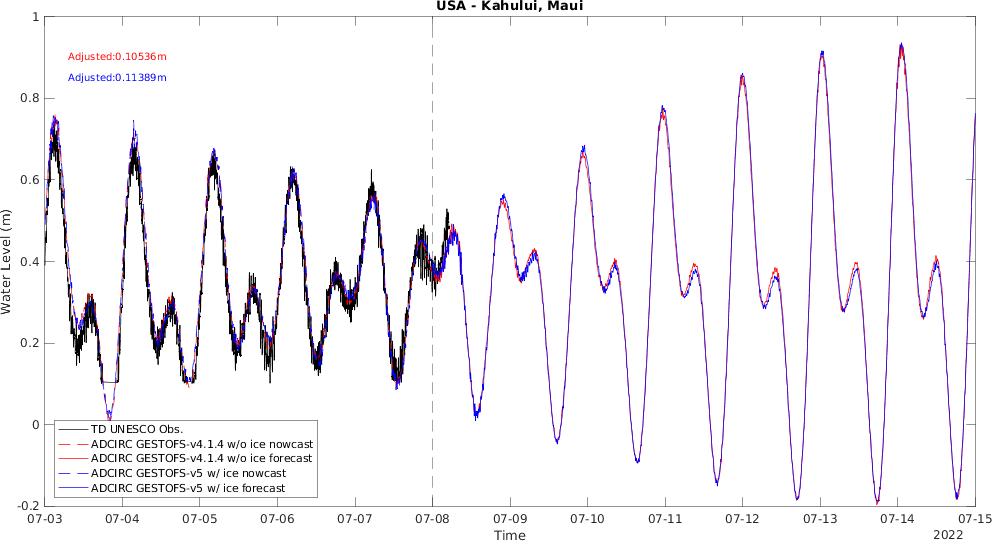 USA - Kahului, Maui
1
0.8
0.6
0.4
0.2
0
-0.2
Water Level (m)
Adjusted:0.10536m
Adjusted:0.11389m
TD UNESCO Obs.
ADCIRC GESTOFS-v4.1.4 w/o ice nowcast
ADCIRC GESTOFS-v4.1.4 w/o ice forecast
ADCIRC GESTOFS-v5 w/ ice nowcast
ADCIRC GESTOFS-v5 w/ ice forecast
07-03 07-04 07-05 07-06 07-07 07-08 07-09 07-10 07-11 07-12 07-13 07-14 07-15
Time
2022